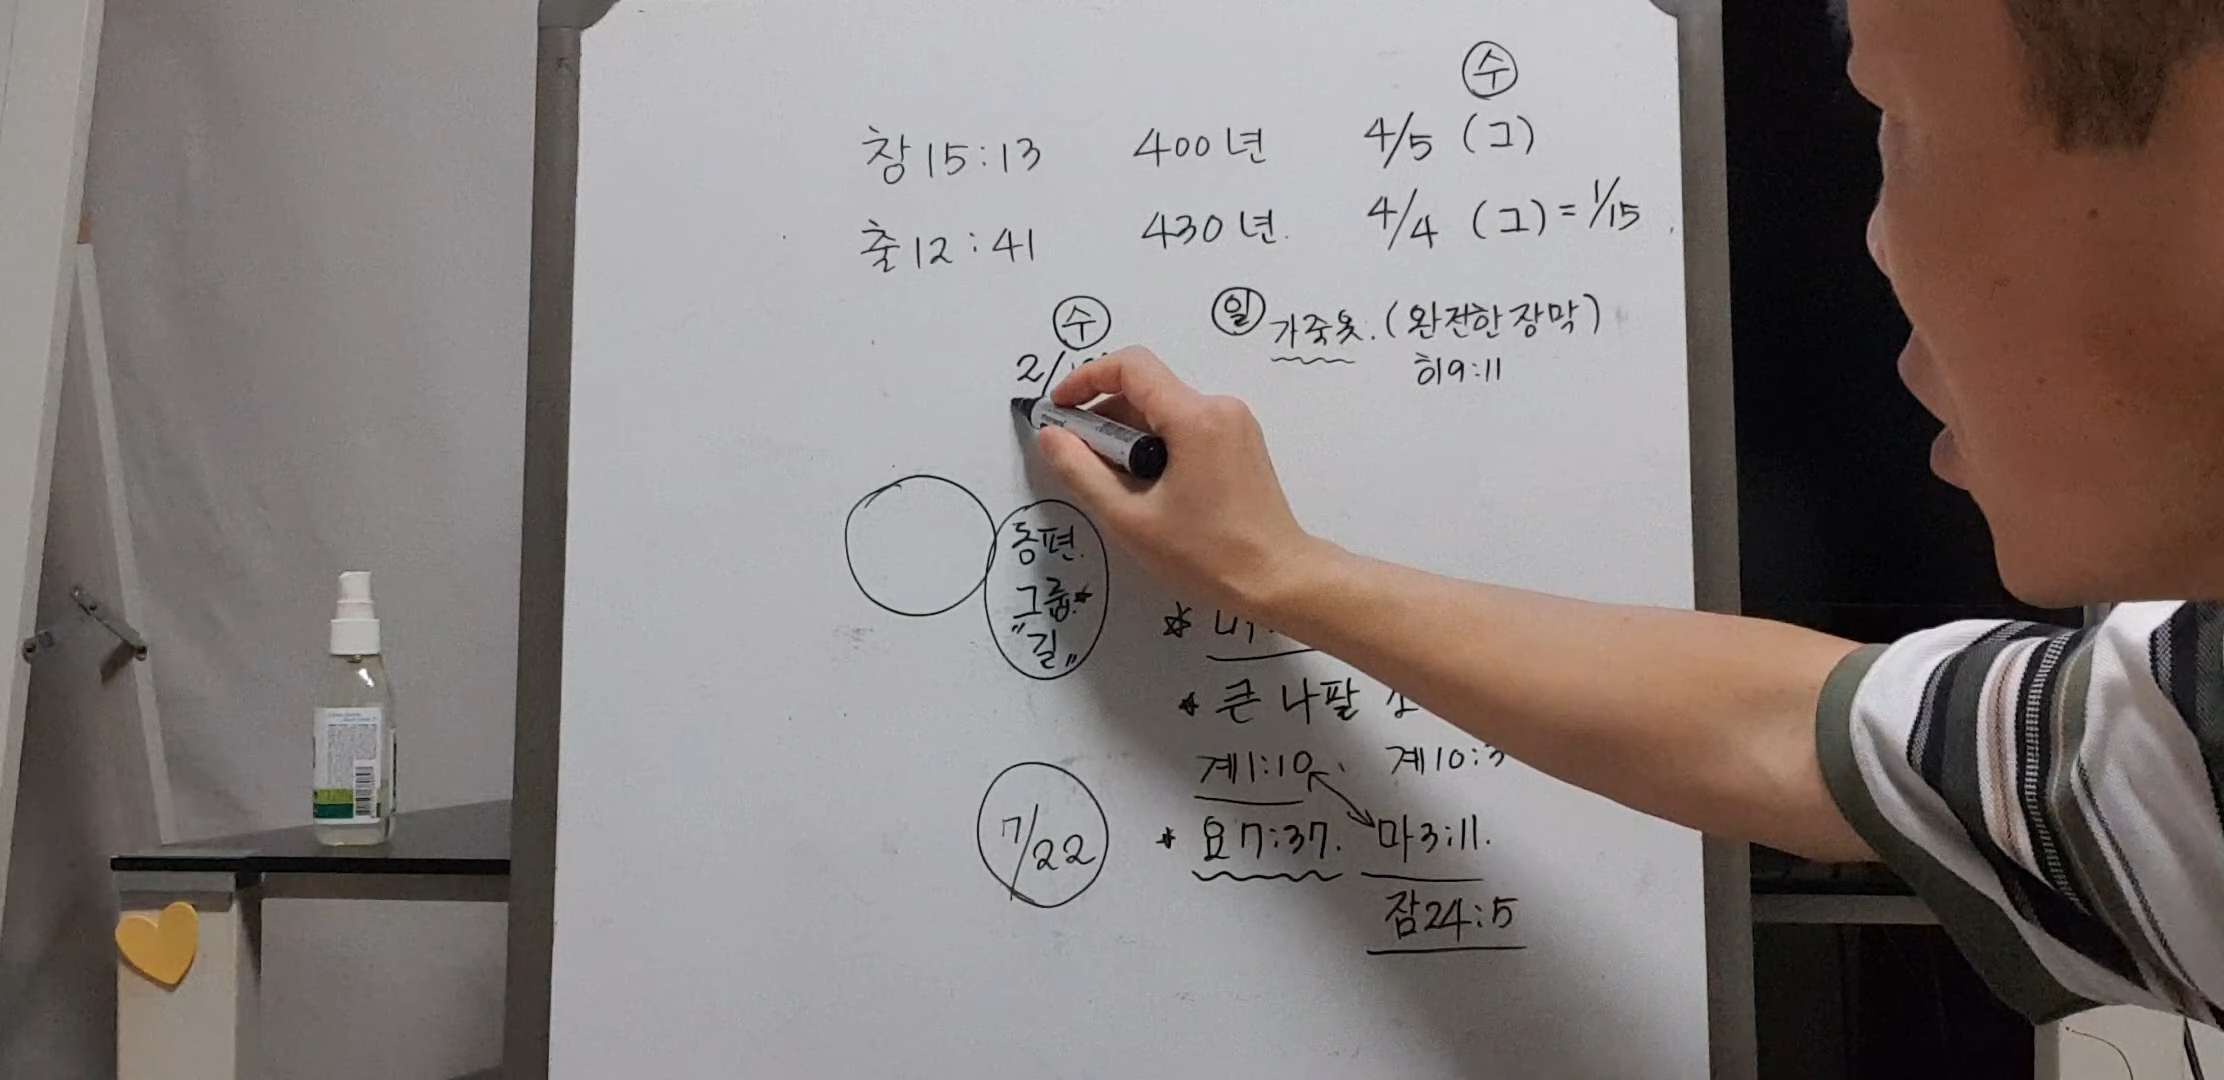 수
창 15:13 400년 4/5 (그)
출 12:41 430년. 4/4 (그) = 1/15
수 일 가죽옷. (완전한 장막)
2/ 히9:11
동편.
그룹.*
"길"
* 큰 나팔
계1:10. 계10:3
7/22 * 요7:37. 마3:11.
잠24:5